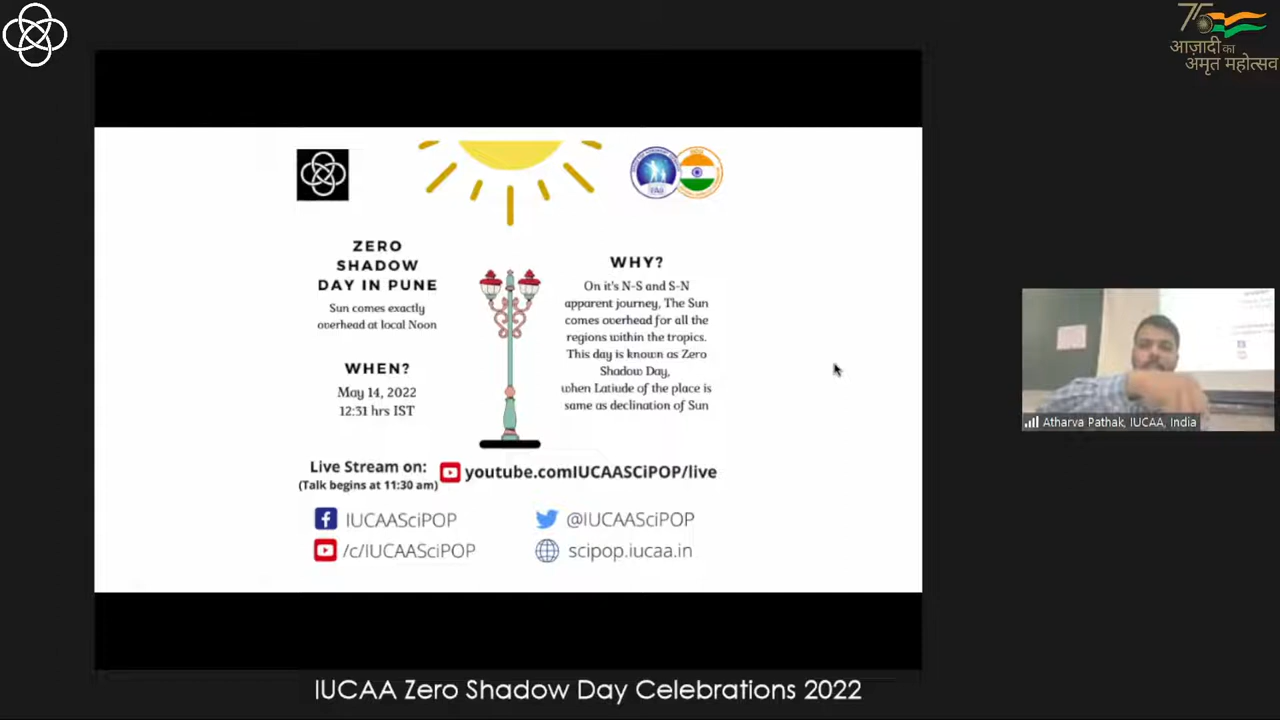 75
आज़ादी का
अमृत महोत्सव
ZERO
SHADOW
DAY IN PUNE
Sun comes exactly
overhead at local Noon
WHEN?
May 14, 2022
12:31 hrs IST
WHY?
On it's N-S and S-N
apparent journey, The Sun
comes overhead for all the
regions within the tropics.
This day is known as Zero
Shadow Day,
when Latiude of the place is
same as declination of Sun
Live Stream on:
(Talk begins at 11:30 am)
youtube.comIUCAASCiPOP/live
IUCAASciPOP
@IUCAASciPOP
/c/IUCAASciPOP
scipop.iucaa.in
Atharva Pathak, IUCAA, India
IUCAA Zero Shadow Day Celebrations 2022